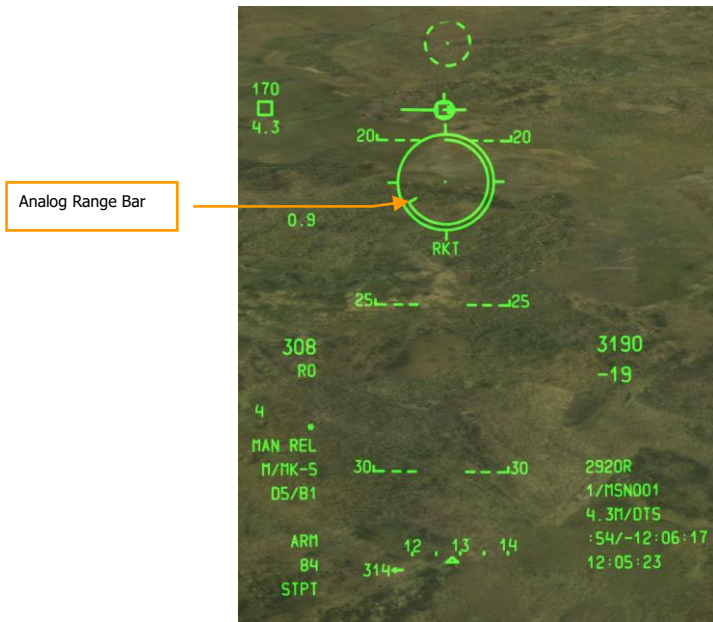 170
4.3
20 20
Analog Range Bar
0.9
RKT
25 25
308
3190
R0
-19
4
*
MAN REL
M/MK-5
30 30
2920R
D5/B1
1/MSN001
4.3M/DTS
ARM
12 . 13 . 14
:54/-12:06:17
84
314←
12:05:23
STPT